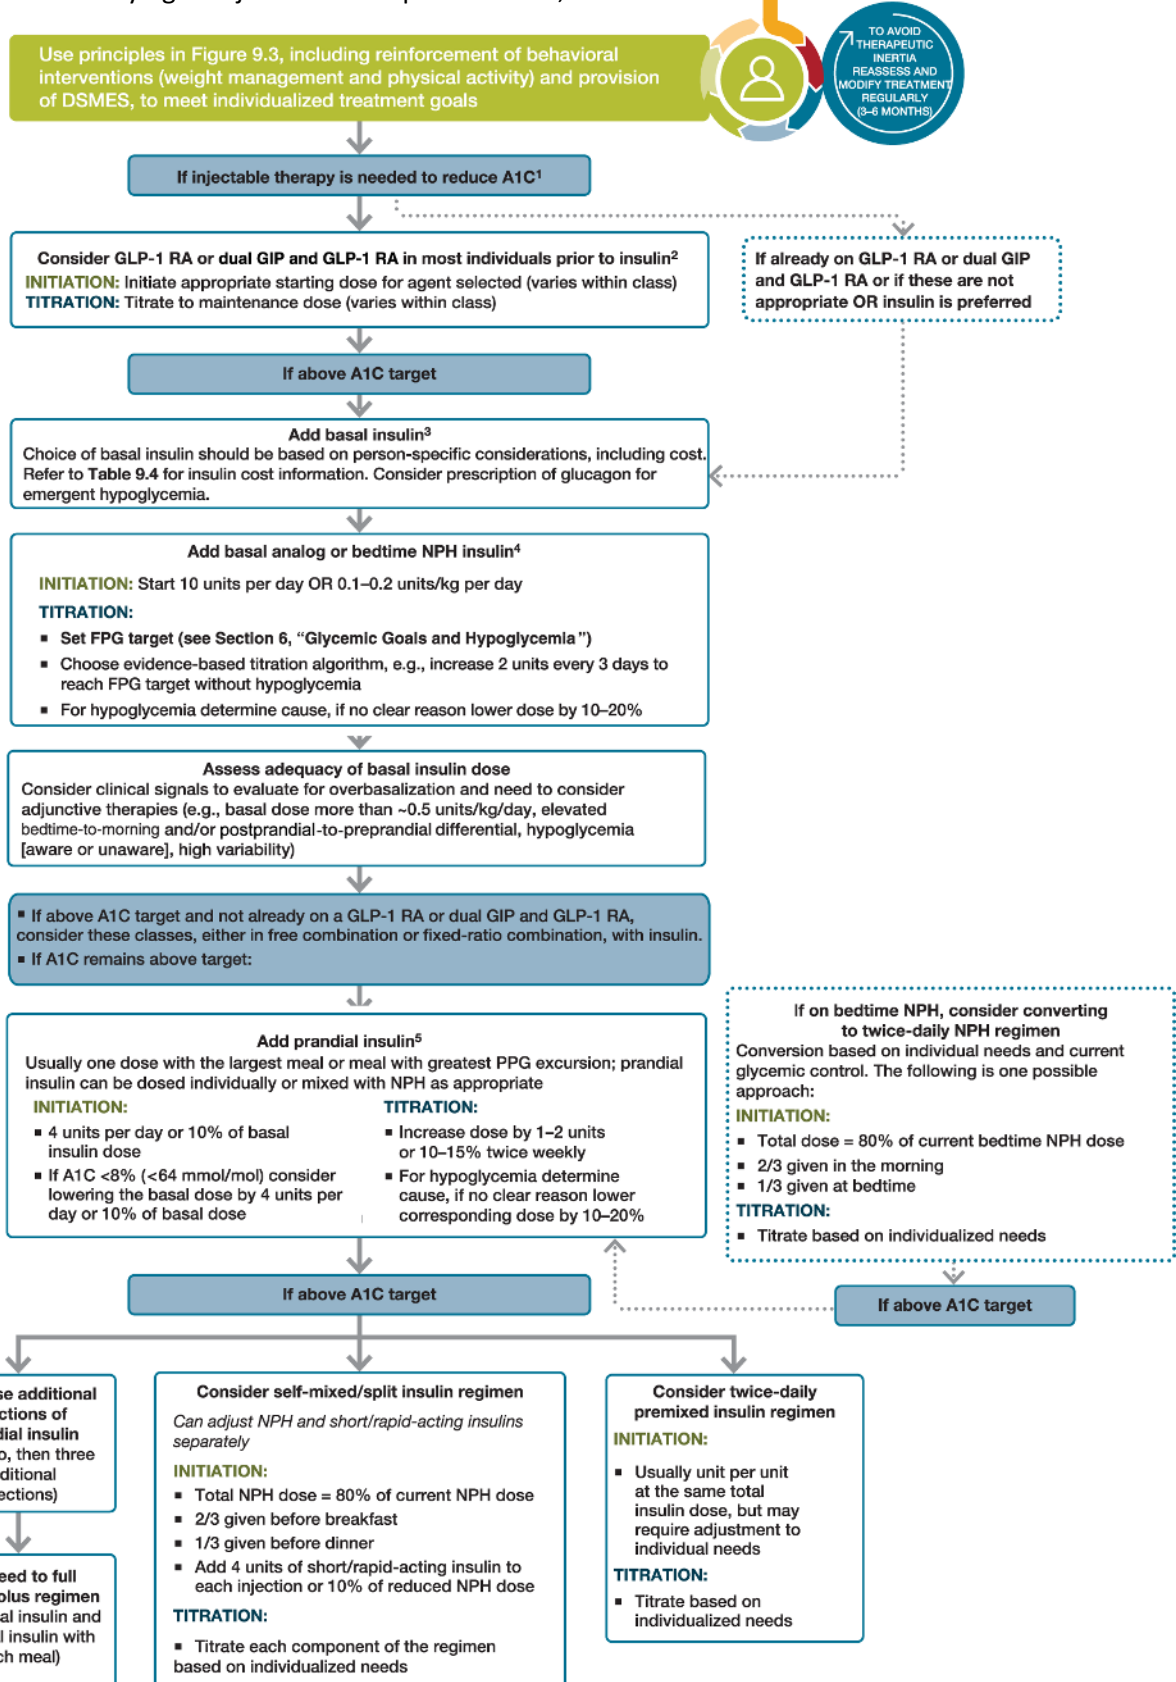 Use principles in Figure 9.3, including reinforcement of behavioral
interventions (weight management and physical activity) and provision
of DSMES, to meet individualized treatment goals
TO AVOID
THERAPEUTIC
INERTIA
REASSESS AND
MODIFY TREATMENT
REGULARLY
(3–6 MONTHS)
If injectable therapy is needed to reduce A1C¹
Consider GLP-1 RA or dual GIP and GLP-1 RA in most individuals prior to insulin²
INITIATION: Initiate appropriate starting dose for agent selected (varies within class)
TITRATION: Titrate to maintenance dose (varies within class)
If already on GLP-1 RA or dual GIP
and GLP-1 RA or if these are not
appropriate OR insulin is preferred
If above A1C target
Add basal insulin³
Choice of basal insulin should be based on person-specific considerations, including cost.
Refer to Table 9.4 for insulin cost information. Consider prescription of glucagon for
emergent hypoglycemia.
Add basal analog or bedtime NPH insulin⁴
INITIATION: Start 10 units per day OR 0.1–0.2 units/kg per day
TITRATION:
▪ Set FPG target (see Section 6, “Glycemic Goals and Hypoglycemia”)
▪ Choose evidence-based titration algorithm, e.g., increase 2 units every 3 days to
reach FPG target without hypoglycemia
▪ For hypoglycemia determine cause, if no clear reason lower dose by 10–20%
Assess adequacy of basal insulin dose
Consider clinical signals to evaluate for overbasalization and need to consider
adjunctive therapies (e.g., basal dose more than ~0.5 units/kg/day, elevated
bedtime-to-morning and/or postprandial-to-preprandial differential, hypoglycemia
[aware or unaware], high variability)
▪ If above A1C target and not already on a GLP-1 RA or dual GIP and GLP-1 RA,
consider these classes, either in free combination or fixed-ratio combination, with insulin.
▪ If A1C remains above target:
Add prandial insulin⁵
Usually one dose with the largest meal or meal with greatest PPG excursion; prandial
insulin can be dosed individually or mixed with NPH as appropriate
INITIATION:
▪ 4 units per day or 10% of basal
insulin dose
▪ If A1C <8% (<64 mmol/mol) consider
lowering the basal dose by 4 units per
day or 10% of basal dose
TITRATION:
▪ Increase dose by 1–2 units
or 10–15% twice weekly
▪ For hypoglycemia determine
cause, if no clear reason lower
corresponding dose by 10–20%
If on bedtime NPH, consider converting
to twice-daily NPH regimen
Conversion based on individual needs and current
glycemic control. The following is one possible
approach:
INITIATION:
▪ Total dose = 80% of current bedtime NPH dose
▪ 2/3 given in the morning
▪ 1/3 given at bedtime
TITRATION:
▪ Titrate based on individualized needs
If above A1C target
If above A1C target
se additional
ctions of
dial insulin
o, then three
ditional
ections)
eed to full
plus regimen
al insulin and
l insulin with
ch meal)
Consider self-mixed/split insulin regimen
Can adjust NPH and short/rapid-acting insulins
separately
INITIATION:
▪ Total NPH dose = 80% of current NPH dose
▪ 2/3 given before breakfast
▪ 1/3 given before dinner
▪ Add 4 units of short/rapid-acting insulin to
each injection or 10% of reduced NPH dose
TITRATION:
▪ Titrate each component of the regimen
based on individualized needs
Consider twice-daily
premixed insulin regimen
INITIATION:
▪ Usually unit per unit
at the same total
insulin dose, but may
require adjustment to
individual needs
TITRATION:
▪ Titrate based on
individualized needs